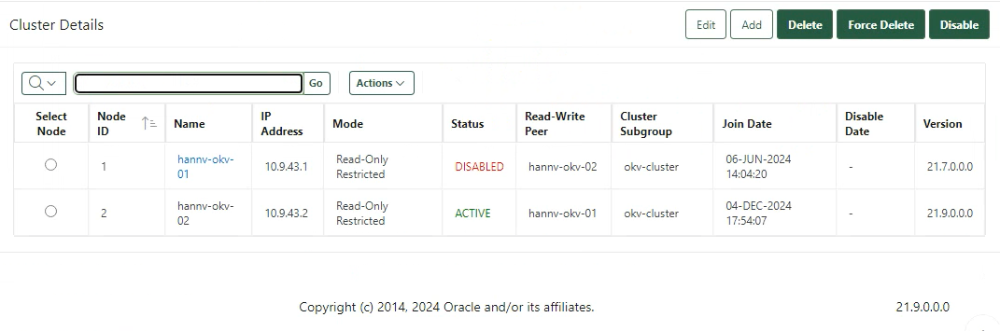 Cluster Details
Edit
Add
Delete
Force Delete
Disable
Go
Actions
Select Node
Node ID
Name
IP Address
Mode
Status
Read-Write Peer
Cluster Subgroup
Join Date
Disable Date
Version
1
hannv-okv-01
10.9.43.1
Read-Only Restricted
DISABLED
hannv-okv-02
okv-cluster
06-JUN-2024 14:04:20
-
21.7.0.0.0
2
hannv-okv-02
10.9.43.2
Read-Only Restricted
ACTIVE
hannv-okv-01
okv-cluster
04-DEC-2024 17:54:07
-
21.9.0.0.0
Copyright (c) 2014, 2024 Oracle and/or its affiliates.
21.9.0.0.0